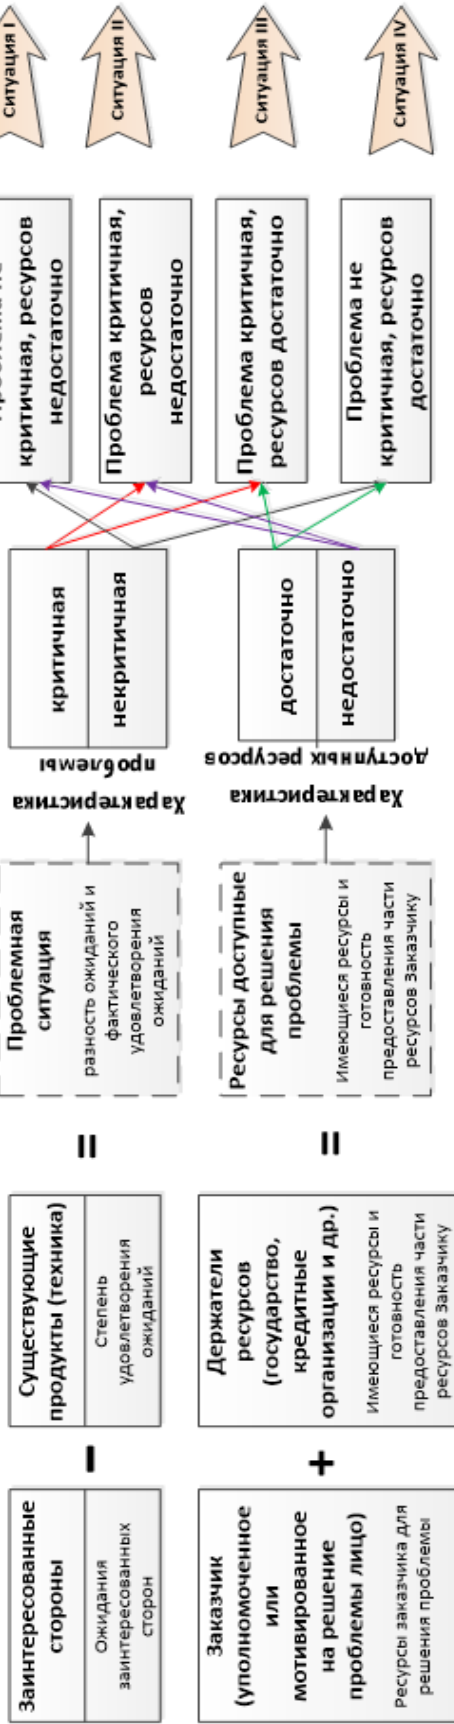 Заинтересованные
стороны
Ожидания
заинтересованных
сторон
−
Существующие
продукты (техника)
Степень
удовлетворения
ожиданий
=
Проблемная
ситуация
разность ожиданий и
фактического
удовлетворения
ожиданий
Характеристика
проблемы
критичная
некритичная
критичная, ресурсов
недостаточно
Ситуация I
Проблема критичная,
ресурсов
недостаточно
Ситуация II
Заказчик
(уполномоченное
или
мотивированное
на решение
проблемы лицо)
Ресурсы заказчика для
решения проблемы
+
Держатели
ресурсов
(государство,
кредитные
организации и др.)
Имеющиеся ресурсы и
готовность
предоставления части
ресурсов Заказчику
=
Ресурсы доступные
для решения
проблемы
Имеющиеся ресурсы и
готовность
предоставления части
ресурсов Заказчику
Характеристика
доступных ресурсов
достаточно
недостаточно
Проблема критичная,
ресурсов достаточно
Ситуация III
Проблема не
критичная, ресурсов
достаточно
Ситуация IV